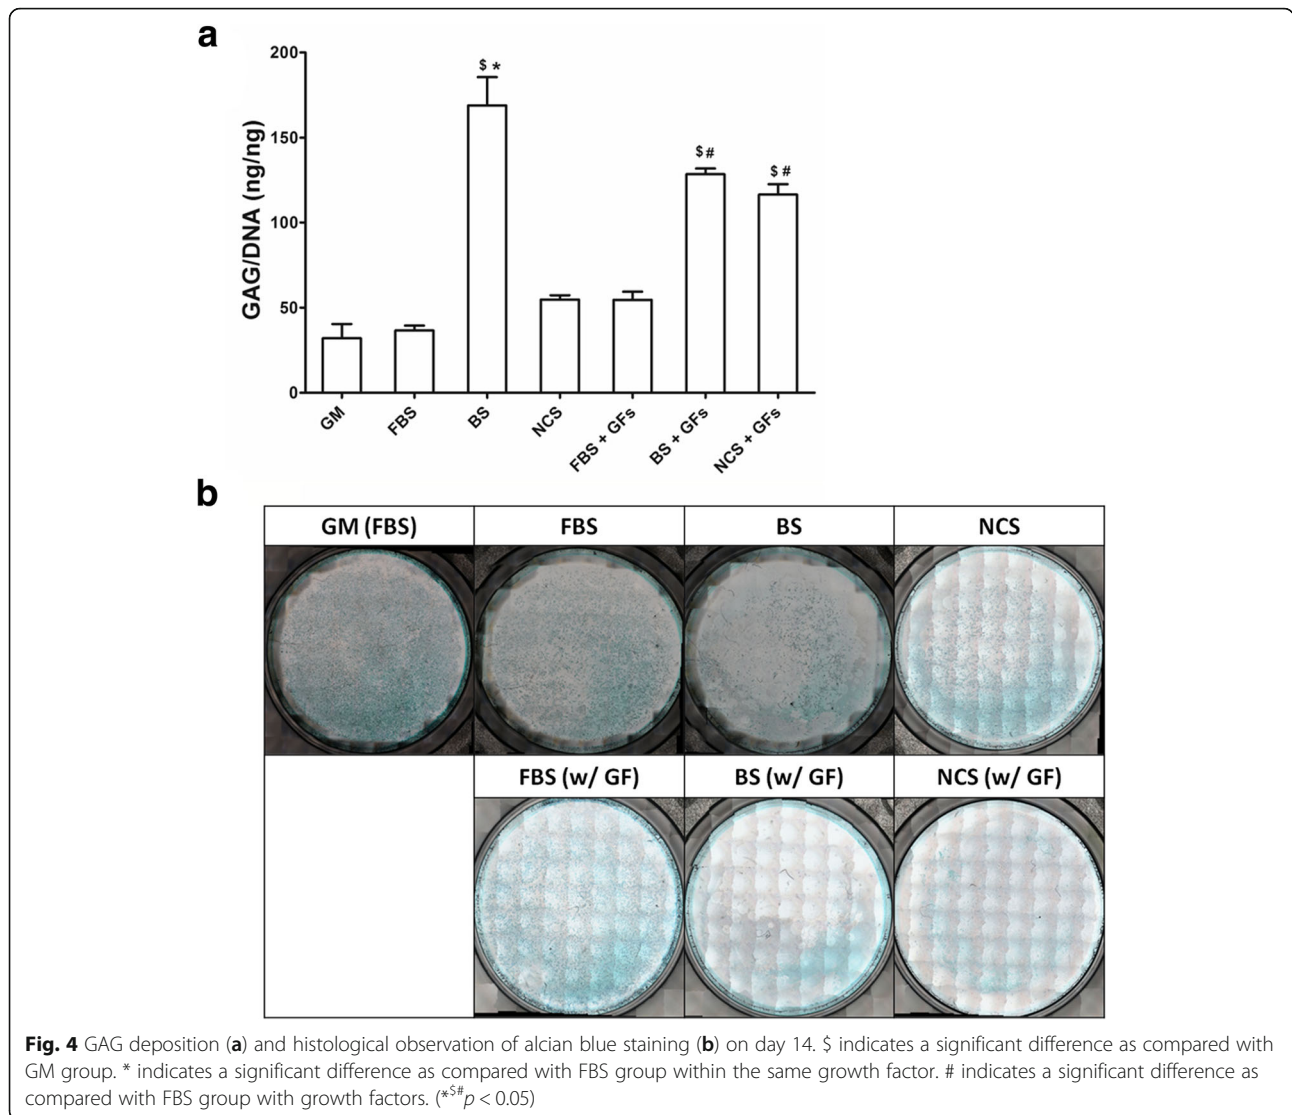 a
200
150
100
50
0
GAG/DNA (ng/ng)
$ *
$ #
$ #
GM
FBS
BS
NCS
FBS + GFs
BS + GFs
NCS + GFs
b
GM (FBS) FBS BS NCS
FBS (w/ GF) BS (w/ GF) NCS (w/ GF)
Fig. 4 GAG deposition (a) and histological observation of alcian blue staining (b) on day 14. $ indicates a significant difference as compared with
GM group. * indicates a significant difference as compared with FBS group within the same growth factor. # indicates a significant difference as
compared with FBS group with growth factors. (*$#p < 0.05)